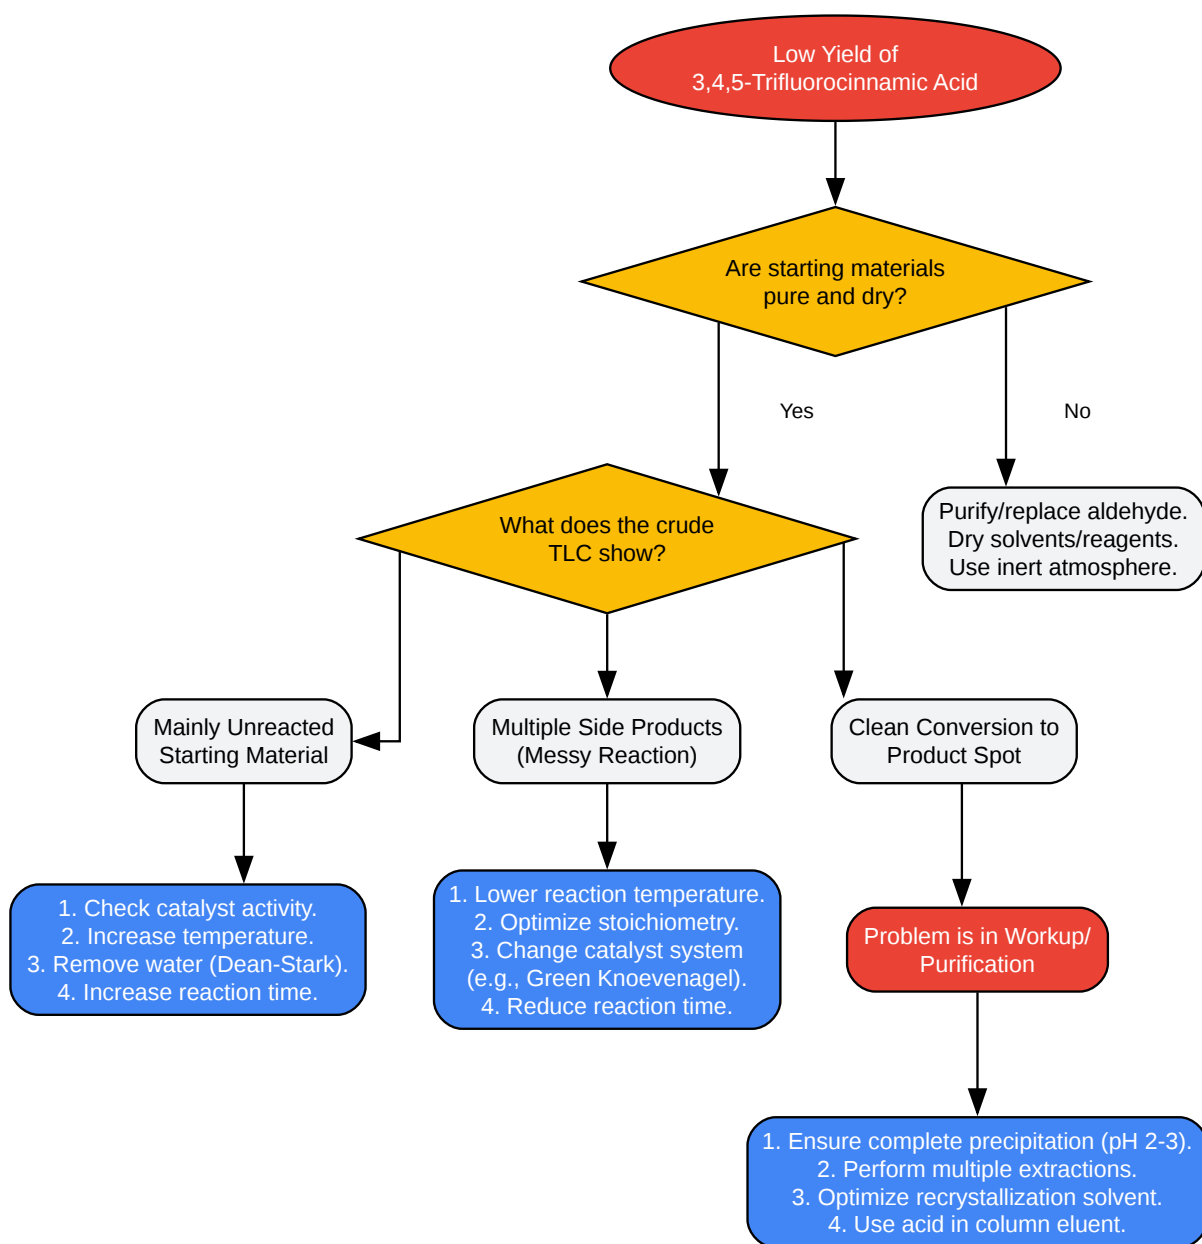 Low Yield of
3,4,5-Trifluorocinnamic Acid
Are starting materials
pure and dry?
Yes
No
What does the crude
TLC show?
Purify/replace aldehyde.
Dry solvents/reagents.
Use inert atmosphere.
Mainly Unreacted
Starting Material
Multiple Side Products
(Messy Reaction)
Clean Conversion to
Product Spot
1. Check catalyst activity.
2. Increase temperature.
3. Remove water (Dean-Stark).
4. Increase reaction time.
1. Lower reaction temperature.
2. Optimize stoichiometry.
3. Change catalyst system
(e.g., Green Knoevenagel).
4. Reduce reaction time.
Problem is in Workup/
Purification
1. Ensure complete precipitation (pH 2-3).
2. Perform multiple extractions.
3. Optimize recrystallization solvent.
4. Use acid in column eluent.